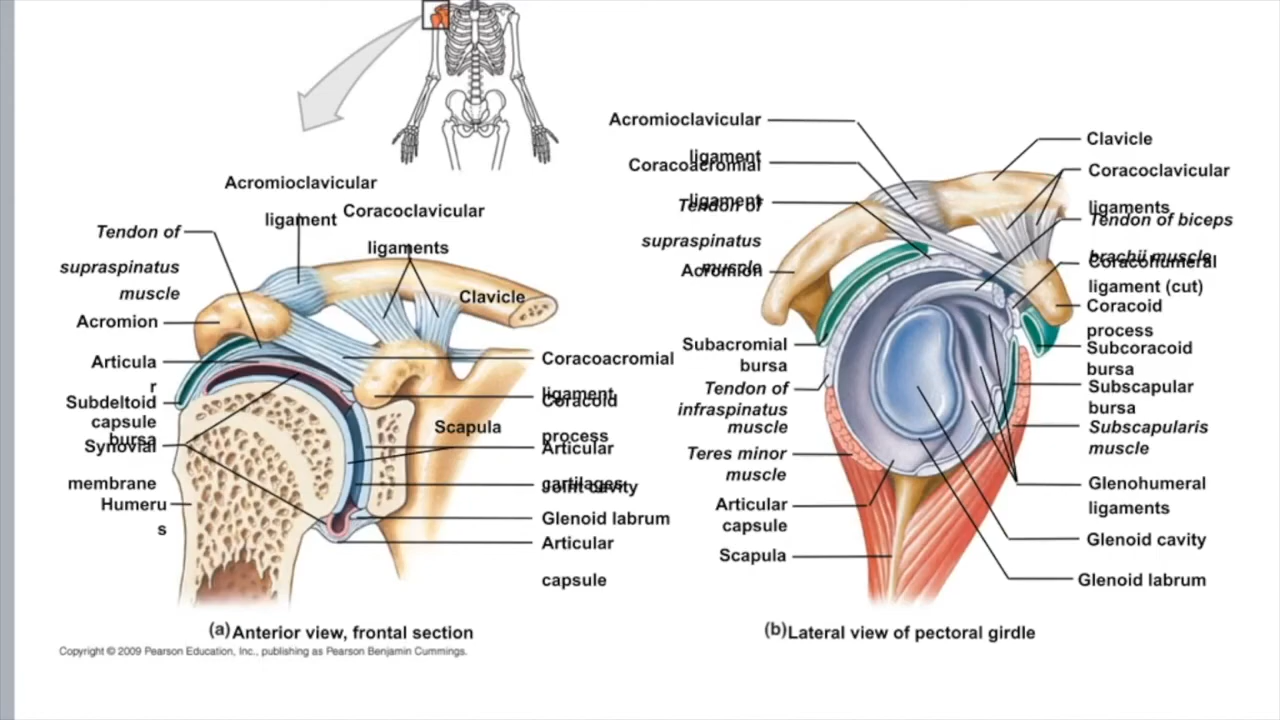 Acromioclavicular
ligament
Coracoclavicular
ligaments
Tendon of
supraspinatus
muscle
Acromion
Articula
r
capsule
Subdeltoid
bursa
Synovial
membrane
Humeru
s
Clavicle
Scapula
Coracoacromial
ligament
Coracoid
process
Articular
cartilages
Joint cavity
Glenoid labrum
Articular
capsule
(a) Anterior view, frontal section
Copyright © 2009 Pearson Education, Inc., publishing as Pearson Benjamin Cummings.
Acromioclavicular
ligament
Coracoacromial
ligament
Tendon of
supraspinatus
muscle
Acromion
Subacromial
bursa
Tendon of
infraspinatus
muscle
Teres minor
muscle
Articular
capsule
Scapula
Clavicle
Coracoclavicular
ligaments
Tendon of biceps
brachii muscle
Coracohumeral
ligament (cut)
Coracoid
process
Subcoracoid
bursa
Subscapular
bursa
Subscapularis
muscle
Glenohumeral
ligaments
Glenoid cavity
Glenoid labrum
(b) Lateral view of pectoral girdle